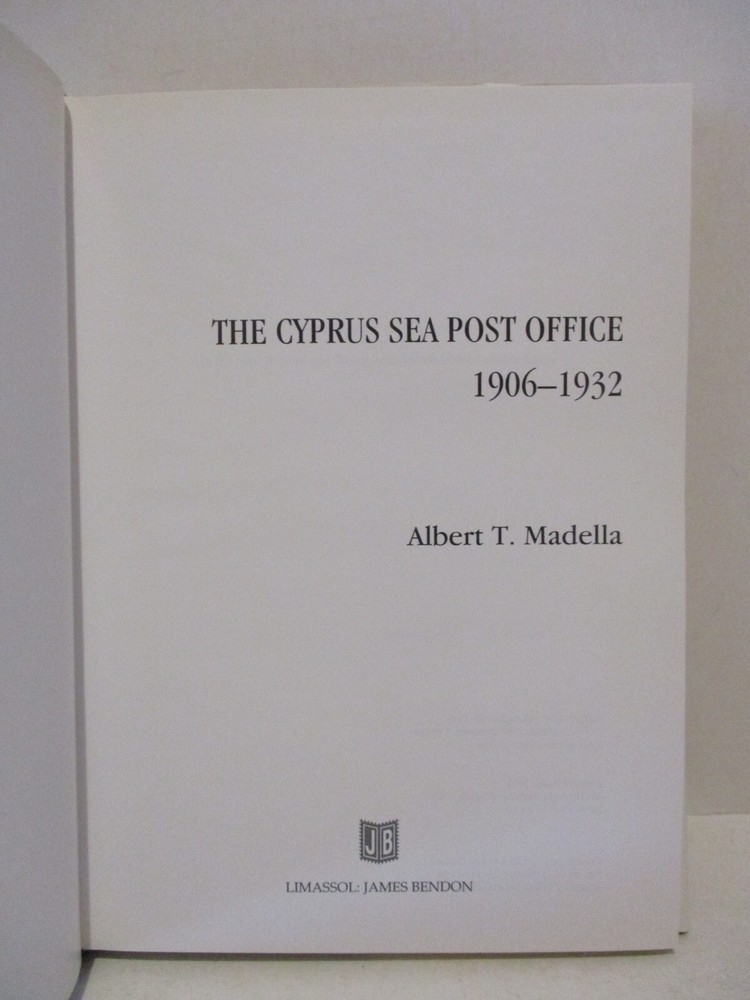 THE CYPRUS SEA POST OFFICE
1906–1932
Albert T. Madella
JB
LIMASSOL: JAMES BENDON